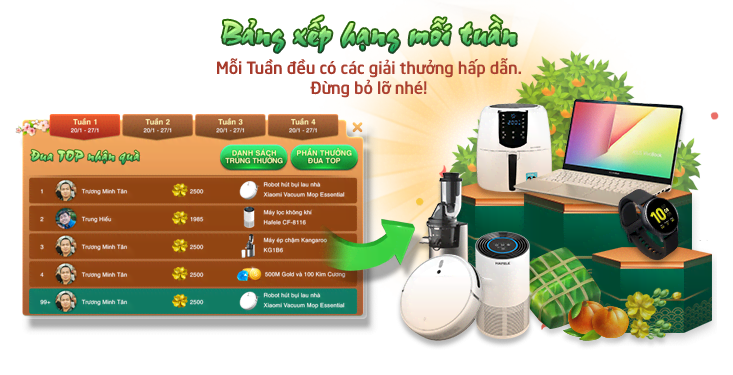 Bảng xếp hạng mỗi tuần
Mỗi Tuần đều có các giải thưởng hấp dẫn.
Đừng bỏ lỡ nhé!
Tuần 1
20/1 - 27/1
Tuần 2
20/1 - 27/1
Tuần 3
20/1 - 27/1
Tuần 4
20/1 - 27/1
Đua TOP nhận quà
DANH SÁCH
TRÚNG THƯỞNG
PHẦN THƯỞNG
ĐUA TOP
1 Trương Minh Tân 2500 Robot hút bụi lau nhà
Xiaomi Vacuum Mop Essential
2 Trung Hiếu 1985 Máy lọc không khí
Hafele CF-8116
3 Trương Minh Tân 2500 Máy ép chậm Kangaroo
KG1B6
4 Trương Minh Tân 2500 500M Gold và 100 Kim Cương
99+ Trương Minh Tân 2500 Robot hút bụi lau nhà
Xiaomi Vacuum Mop Essential
HAFELE